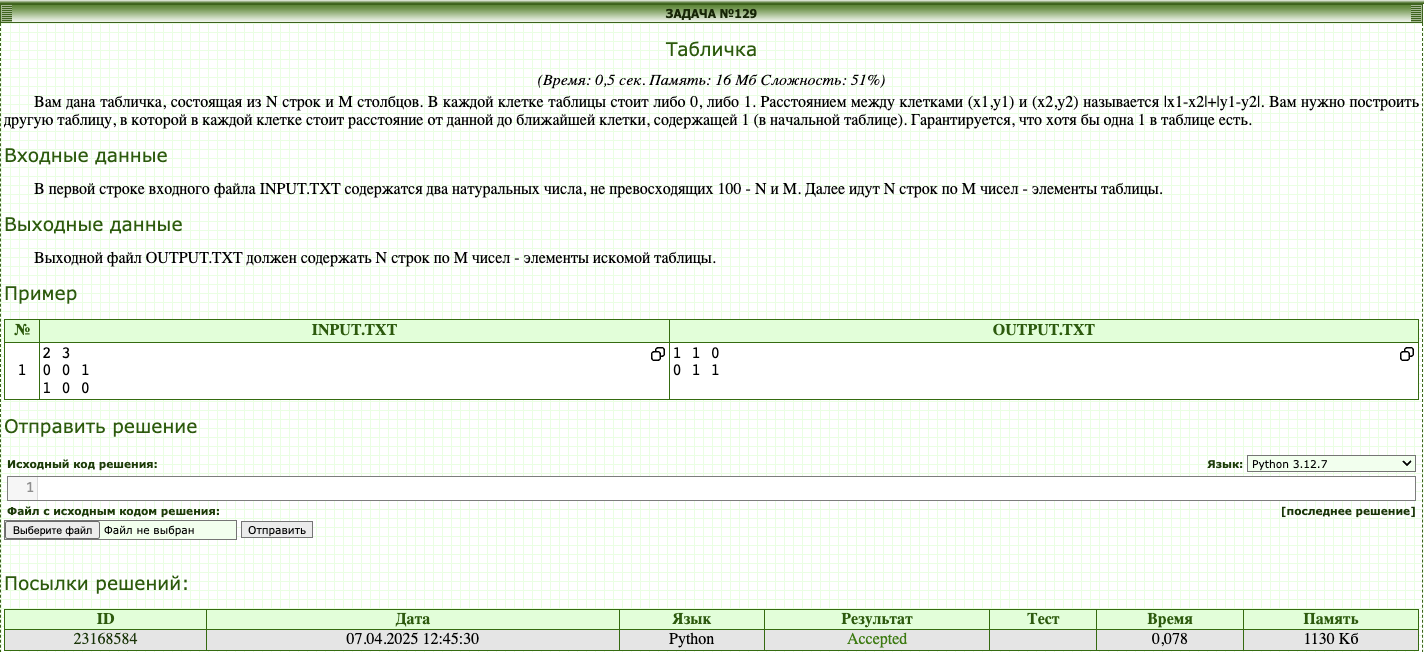 ЗАДАЧА №129
Табличка
(Время: 0,5 сек. Память: 16 Мб Сложность: 51%)
Вам дана табличка, состоящая из N строк и M столбцов. В каждой клетке таблицы стоит либо 0, либо 1. Расстоянием между клетками (x1,y1) и (x2,y2) называется |x1-x2|+|y1-y2|. Вам нужно построить
другую таблицу, в которой в каждой клетке стоит расстояние от данной до ближайшей клетки, содержащей 1 (в начальной таблице). Гарантируется, что хотя бы одна 1 в таблице есть.
Входные данные
В первой строке входного файла INPUT.TXT содержатся два натуральных числа, не превосходящих 100 - N и M. Далее идут N строк по M чисел - элементы таблицы.
Выходные данные
Выходной файл OUTPUT.TXT должен содержать N строк по M чисел - элементы искомой таблицы.
Пример
№ INPUT.TXT OUTPUT.TXT
1
2 3
0 0 1
1 0 0
1 1 0
0 1 1
Отправить решение
Исходный код решения: Язык: Python 3.12.7
1
Файл с исходным кодом решения: [последнее решение]
Выберите файл Файл не выбран Отправить
Посылки решений:
ID Дата Язык Результат Тест Время Память
23168584 07.04.2025 12:45:30 Python Accepted 0,078 1130 Кб